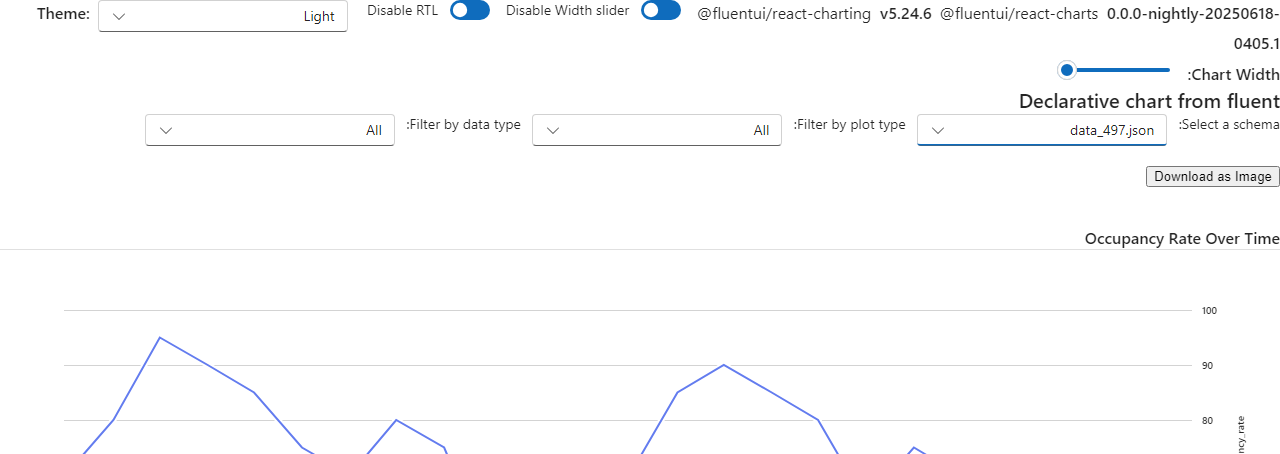 Theme: Light Disable RTL Disable Width slider @fluentui/react-charting v5.24.6 @fluentui/react-charts 0.0.0-nightly-20250618-
0405.1
:Chart Width
Declarative chart from fluent
:Select a schema data_497.json :Filter by plot type All :Filter by data type All
Download as Image
Occupancy Rate Over Time
100
90
80